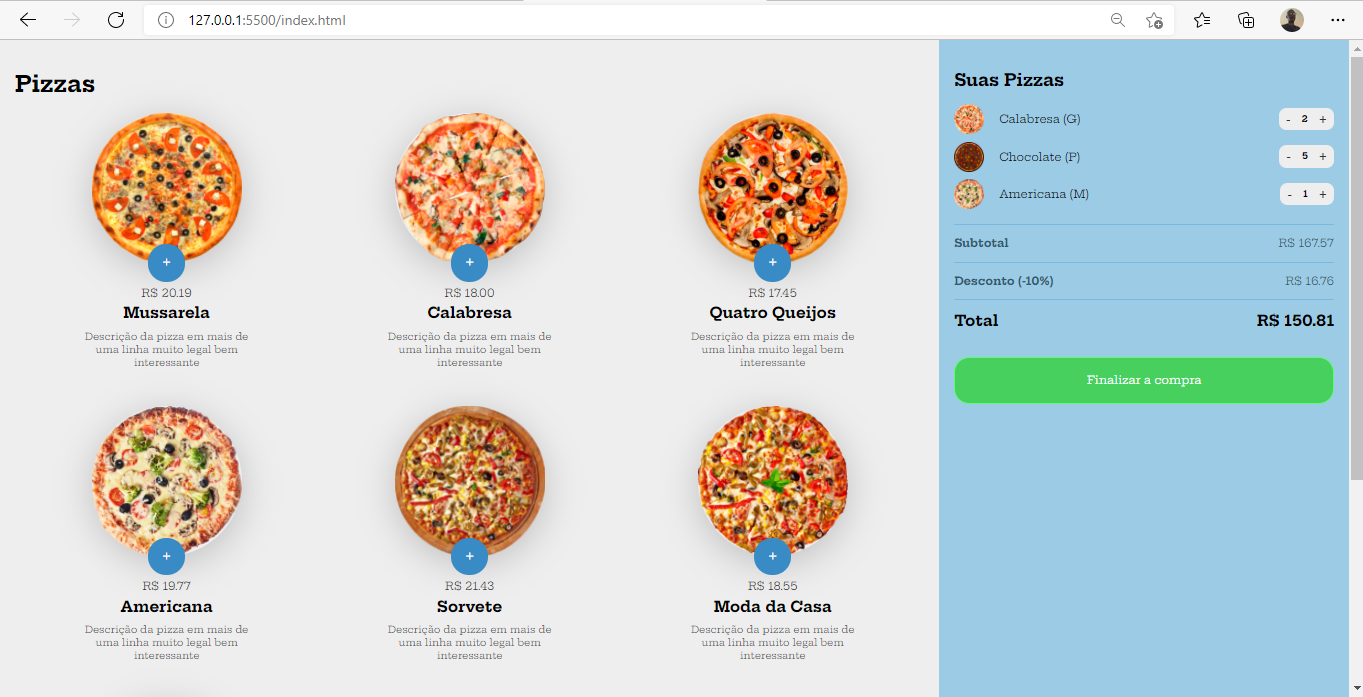 127.0.0.1:5500/index.html
Pizzas
+
+
+
R$ 20.19
R$ 18.00
R$ 17.45
Mussarela
Calabresa
Quatro Queijos
Descrição da pizza em mais de
uma linha muito legal bem
interessante
Descrição da pizza em mais de
uma linha muito legal bem
interessante
Descrição da pizza em mais de
uma linha muito legal bem
interessante
+
+
+
R$ 19.77
R$ 21.43
R$ 18.55
Americana
Sorvete
Moda da Casa
Descrição da pizza em mais de
uma linha muito legal bem
interessante
Descrição da pizza em mais de
uma linha muito legal bem
interessante
Descrição da pizza em mais de
uma linha muito legal bem
interessante
Suas Pizzas
Calabresa (G) - 2 +
Chocolate (P) - 5 +
Americana (M) - 1 +
Subtotal R$ 167.57
Desconto (-10%) R$ 16.76
Total R$ 150.81
Finalizar a compra